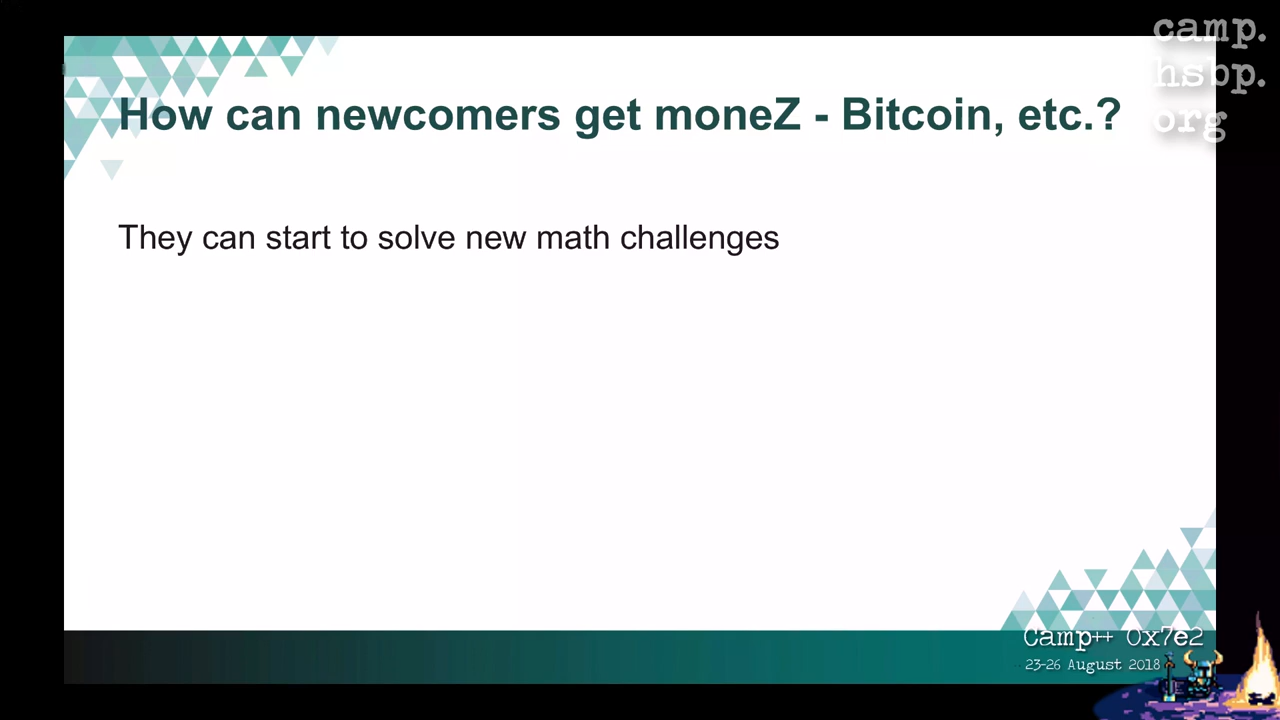 camp.
hsbp.
org
How can newcomers get moneZ - Bitcoin, etc.?
They can start to solve new math challenges
Camp++ 0x7e2
23-26 August 2018